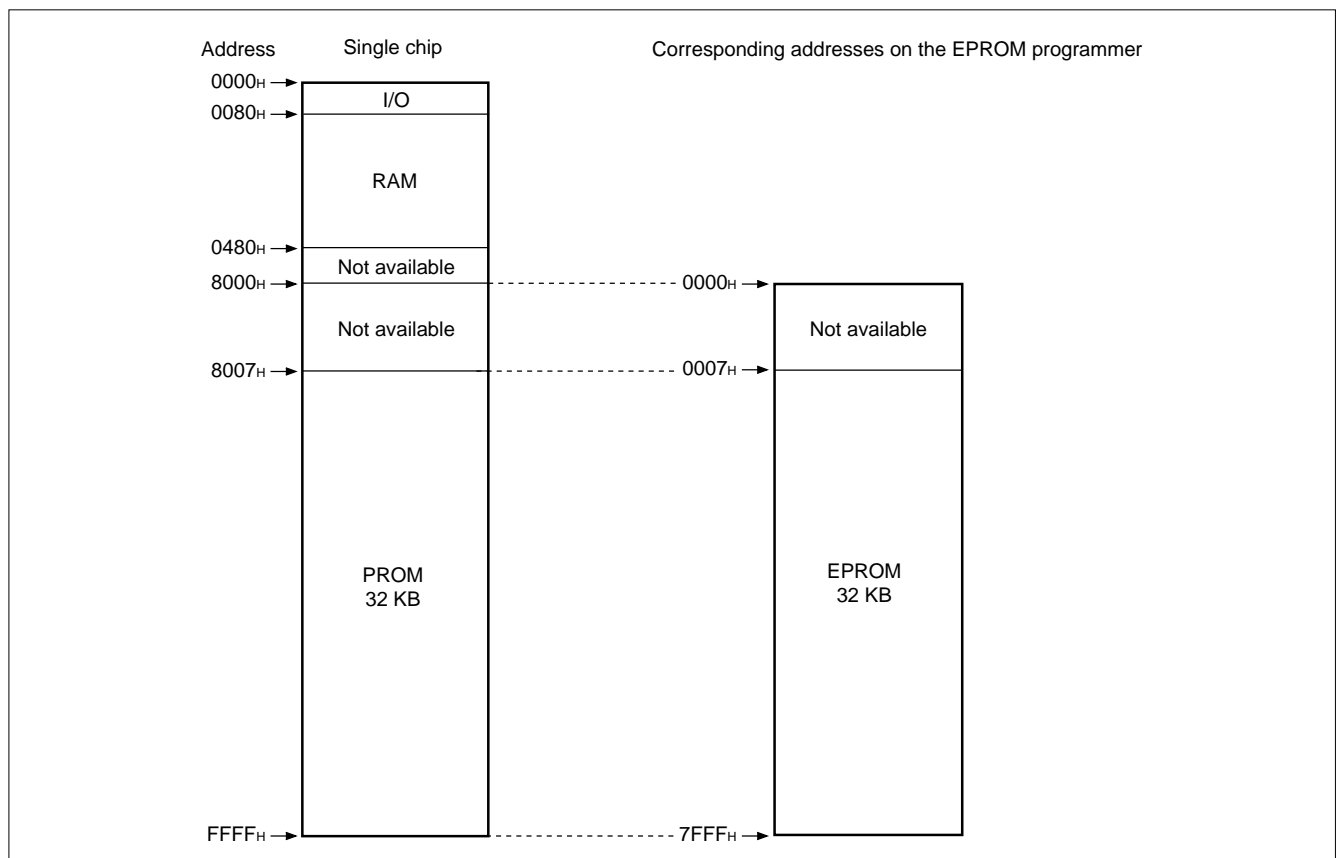 Address Single chip Corresponding addresses on the EPROM programmer
0000H
I/O
0080H
RAM
0480H
Not available
8000H 0000H
Not available Not available
8007H 0007H
PROM EPROM
32 KB 32 KB
FFFFH 7FFFH